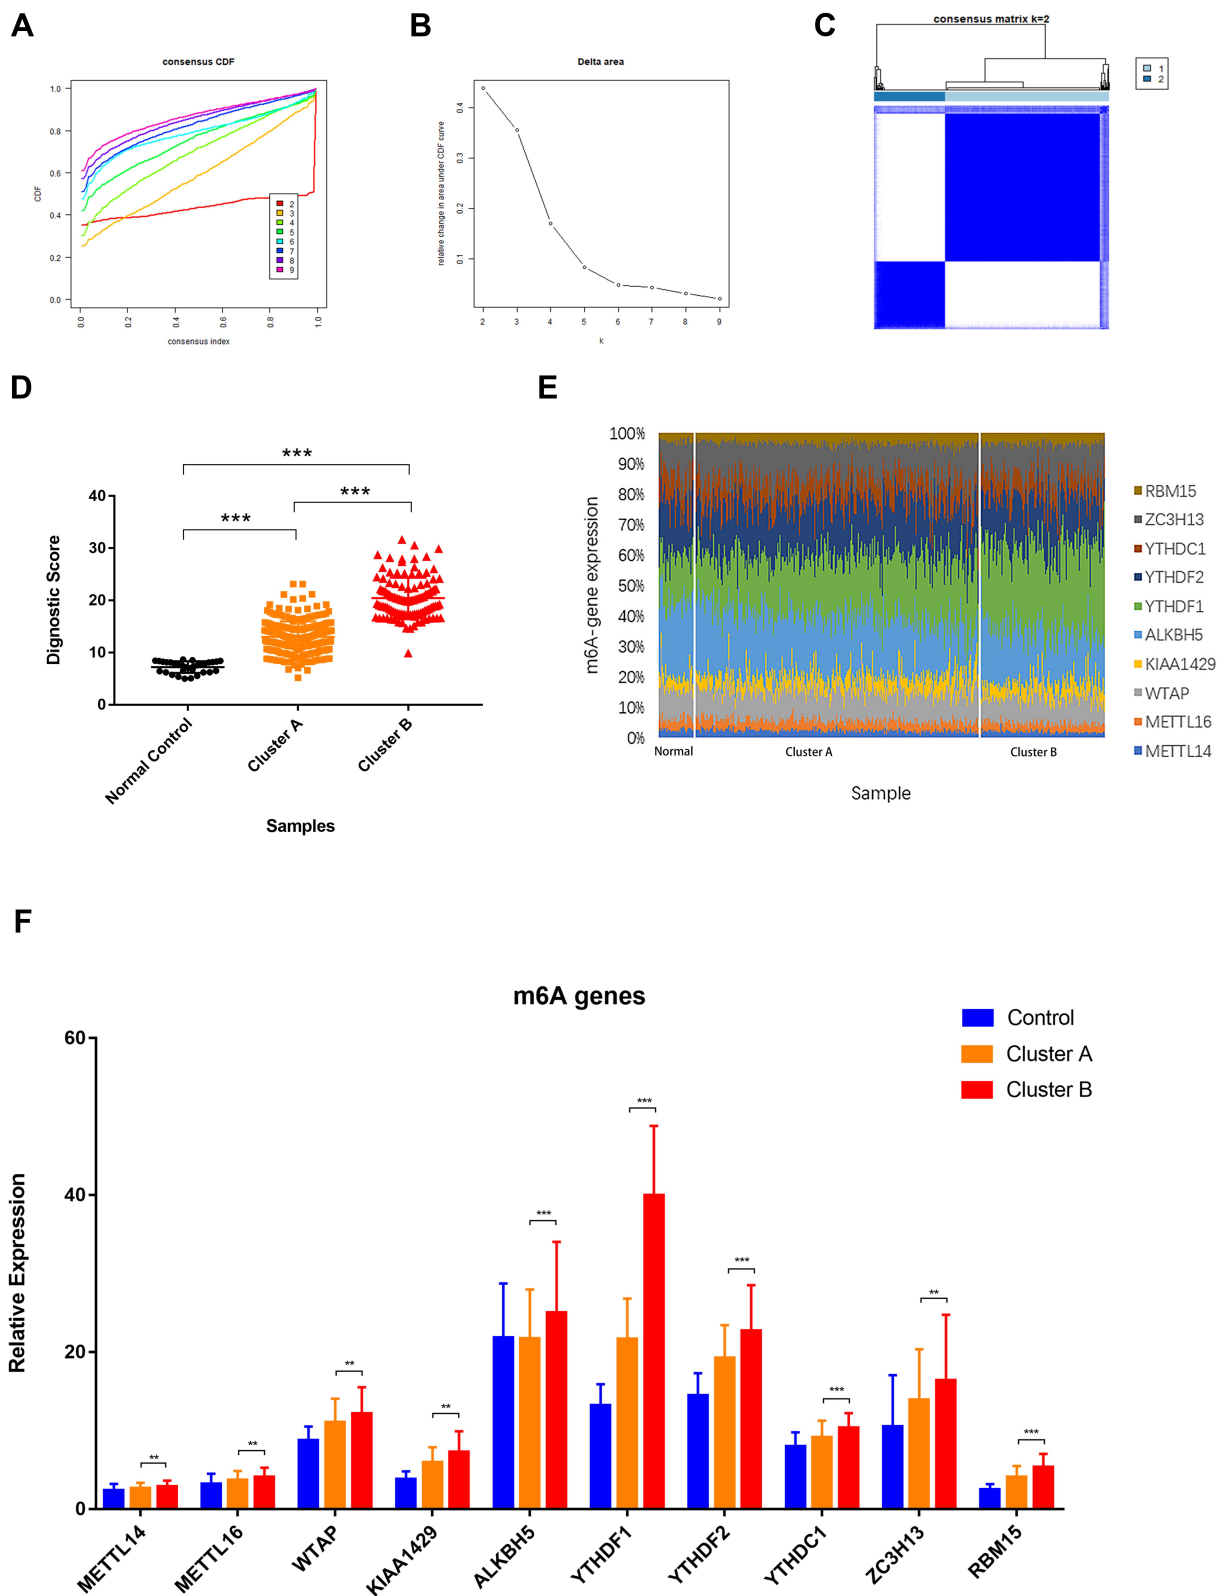 A
consensus CDF
CDF
1.0
0.8
0.6
0.4
0.2
0.0
0.0
0.2
0.4
0.6
0.8
1.0
consensus index
2
3
4
5
6
7
8
9
B
Delta area
relative change in area under CDF curve
0.4
0.3
0.2
0.1
2
3
4
5
6
7
8
9
k
C
consensus matrix k=2
1
2
D
Dignostic Score
40
30
20
10
0
***
***
***
Normal Control
Cluster A
Cluster B
Samples
E
m6A-gene expression
100%
90%
80%
70%
60%
50%
40%
30%
20%
10%
0%
Normal
Cluster A
Cluster B
Sample
RBM15
ZC3H13
YTHDC1
YTHDF2
YTHDF1
ALKBH5
KIAA1429
WTAP
METTL16
METTL14
F
m6A genes
Control
Cluster A
Cluster B
Relative Expression
60
40
20
0
**
**
**
**
***
***
***
***
**
***
METTL14
METTL16
WTAP
KIAA1429
ALKBH5
YTHDF1
YTHDF2
YTHDC1
ZC3H13
RBM15